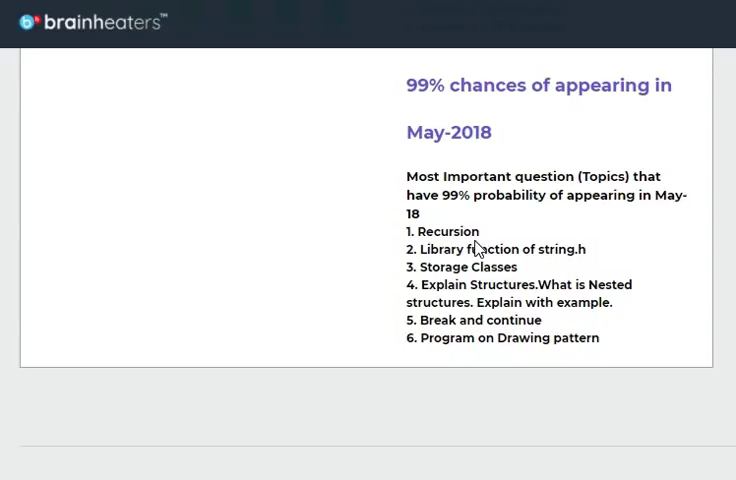 brainheaters™
99% chances of appearing in
May-2018
Most Important question (Topics) that
have 99% probability of appearing in May-
18
1. Recursion
2. Library function of string.h
3. Storage Classes
4. Explain Structures.What is Nested
structures. Explain with example.
5. Break and continue
6. Program on Drawing pattern